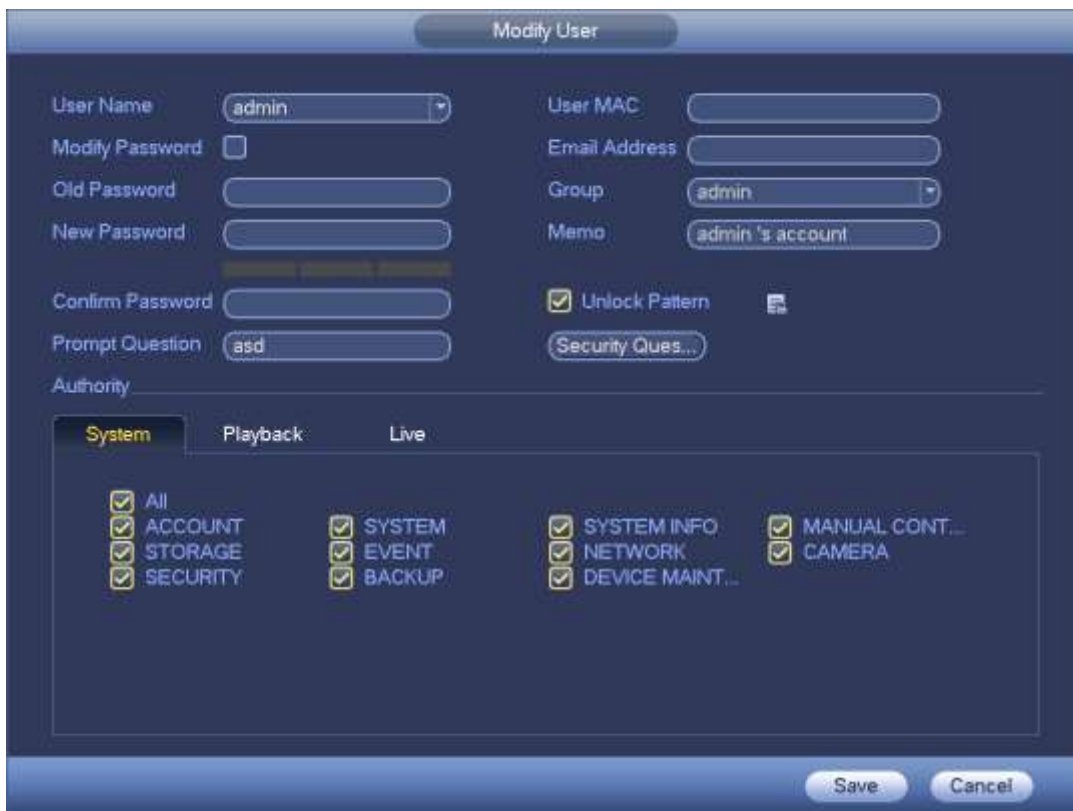 Modify User
User Name admin User MAC
Modify Password Email Address
Old Password Group admin
New Password Memo admin 's account
Confirm Password Unlock Pattern
Prompt Question asd Security Ques...
Authority
System Playback Live
All
ACCOUNT SYSTEM SYSTEM INFO MANUAL CONT...
STORAGE EVENT NETWORK CAMERA
SECURITY BACKUP DEVICE MAINT...
Save Cancel